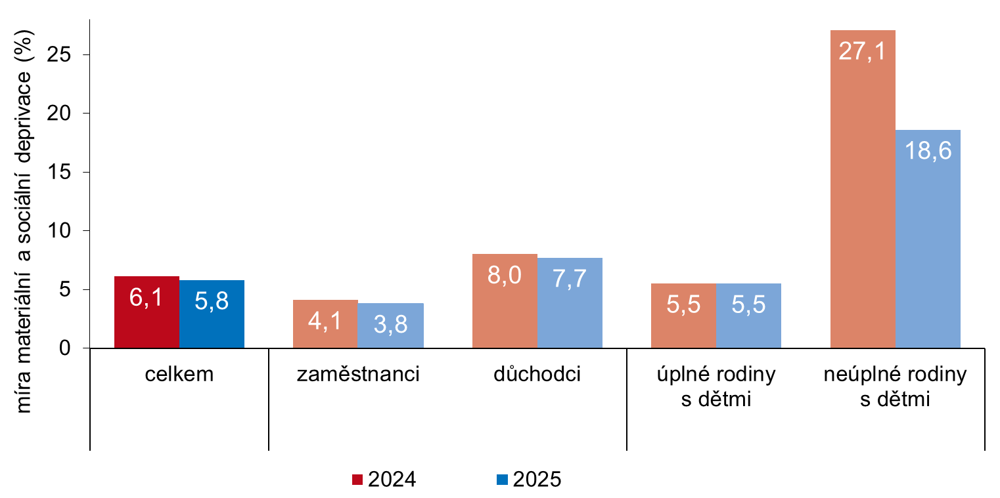 míra materiální a sociální deprivace (%)
25
20
15
10
5
0
6,1
5,8
4,1
3,8
8,0
7,7
5,5
5,5
27,1
18,6
celkem
zaměstnanci
důchodci
úplné rodiny
s dětmi
neúplné rodiny
s dětmi
2024
2025